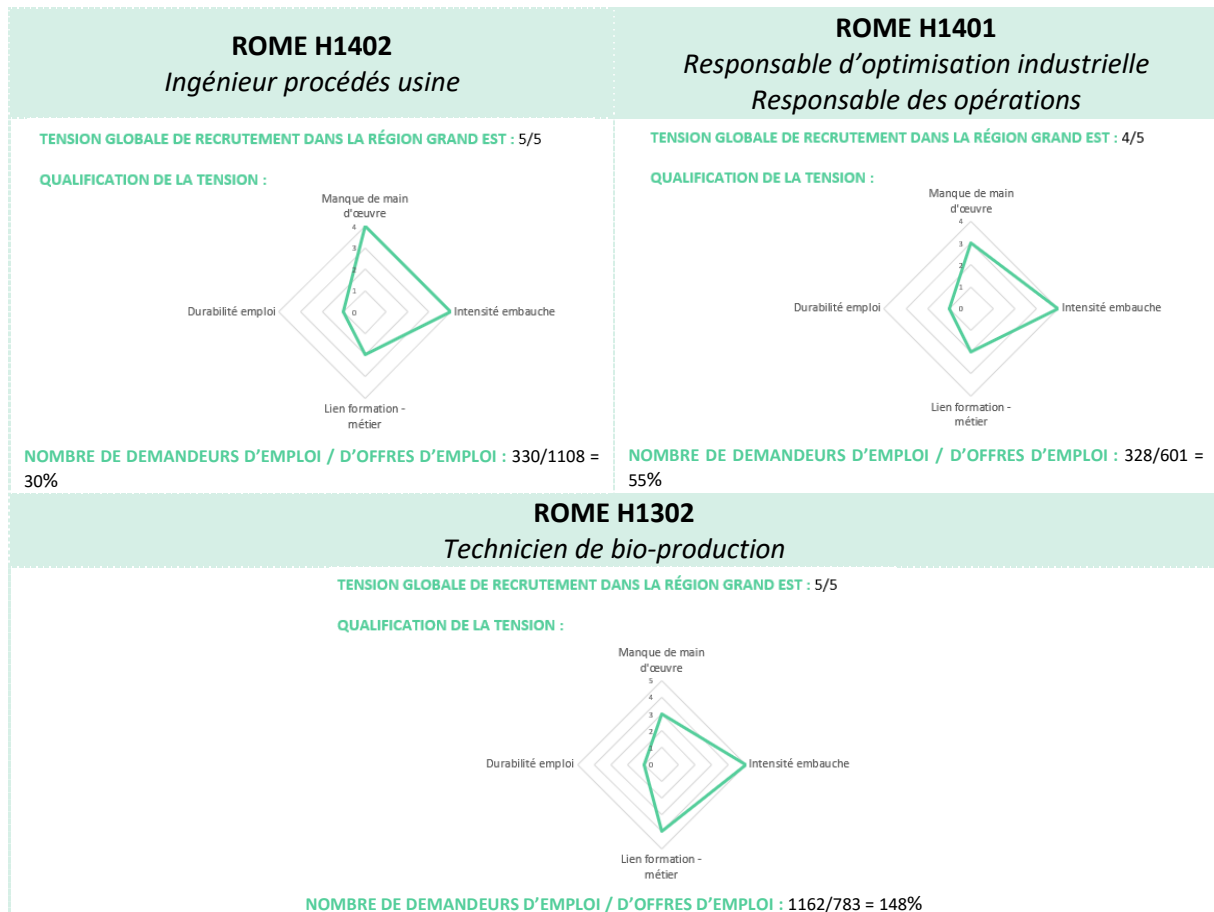 ROME H1402
Ingénieur procédés usine
TENSION GLOBALE DE RECRUTEMENT DANS LA RÉGION GRAND EST : 5/5
QUALIFICATION DE LA TENSION :
Manque de main
d'œuvre
4
3
2
1
0
Durabilité emploi
Intensité embauche
Lien formation -
métier
NOMBRE DE DEMANDEURS D’EMPLOI / D’OFFRES D’EMPLOI : 330/1108 =
30%
ROME H1401
Responsable d’optimisation industrielle
Responsable des opérations
TENSION GLOBALE DE RECRUTEMENT DANS LA RÉGION GRAND EST : 4/5
QUALIFICATION DE LA TENSION :
Manque de main
d'œuvre
4
3
2
1
0
Durabilité emploi
Intensité embauche
Lien formation -
métier
NOMBRE DE DEMANDEURS D’EMPLOI / D’OFFRES D’EMPLOI : 328/601 =
55%
ROME H1302
Technicien de bio-production
TENSION GLOBALE DE RECRUTEMENT DANS LA RÉGION GRAND EST : 5/5
QUALIFICATION DE LA TENSION :
Manque de main
d'œuvre
5
4
3
2
1
0
Durabilité emploi
Intensité embauche
Lien formation -
métier
NOMBRE DE DEMANDEURS D’EMPLOI / D’OFFRES D’EMPLOI : 1162/783 = 148%